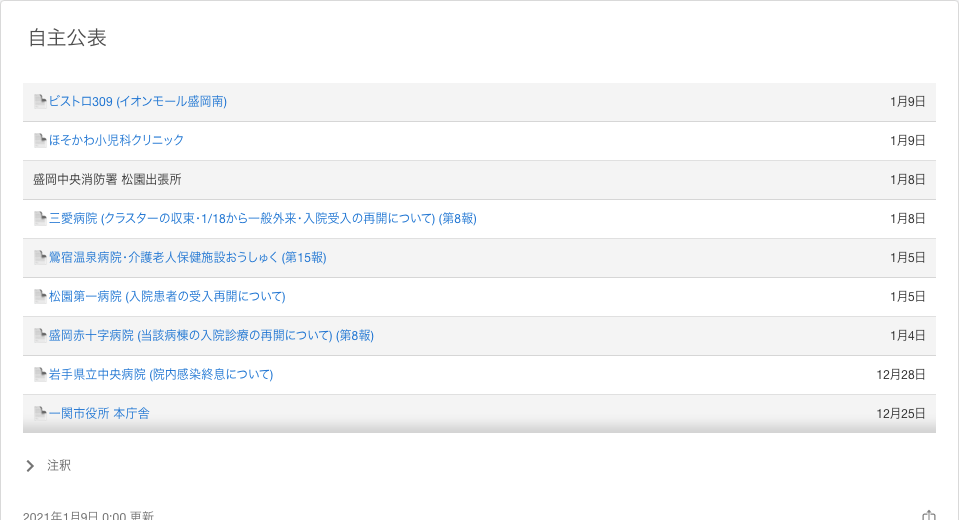 自主公表
ビストロ309 (イオンモール盛岡南) 1月9日
ほそかわ小児科クリニック 1月9日
盛岡中央消防署 松園出張所 1月8日
三愛病院 (クラスターの収束・1/18から一般外来・入院受入の再開について) (第8報) 1月8日
鶯宿温泉病院・介護老人保健施設おうしゅく (第15報) 1月5日
松園第一病院 (入院患者の受入再開について) 1月5日
盛岡赤十字病院 (当該病棟の入院診療の再開について) (第8報) 1月4日
岩手県立中央病院 (院内感染終息について) 12月28日
一関市役所 本庁舎 12月25日
注釈
2021年1月9日 0:00 更新